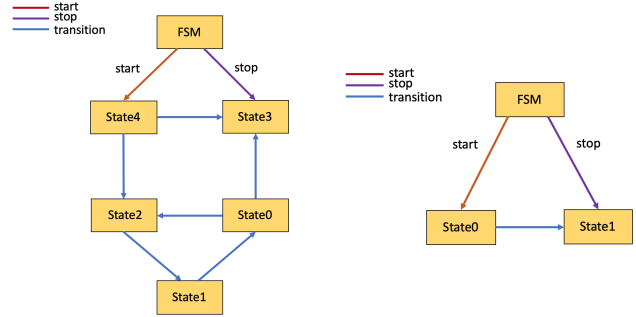 start
stop
transition
FSM
start
stop
State4
State3
State2
State0
State1
start
stop
transition
FSM
start
stop
State0
State1